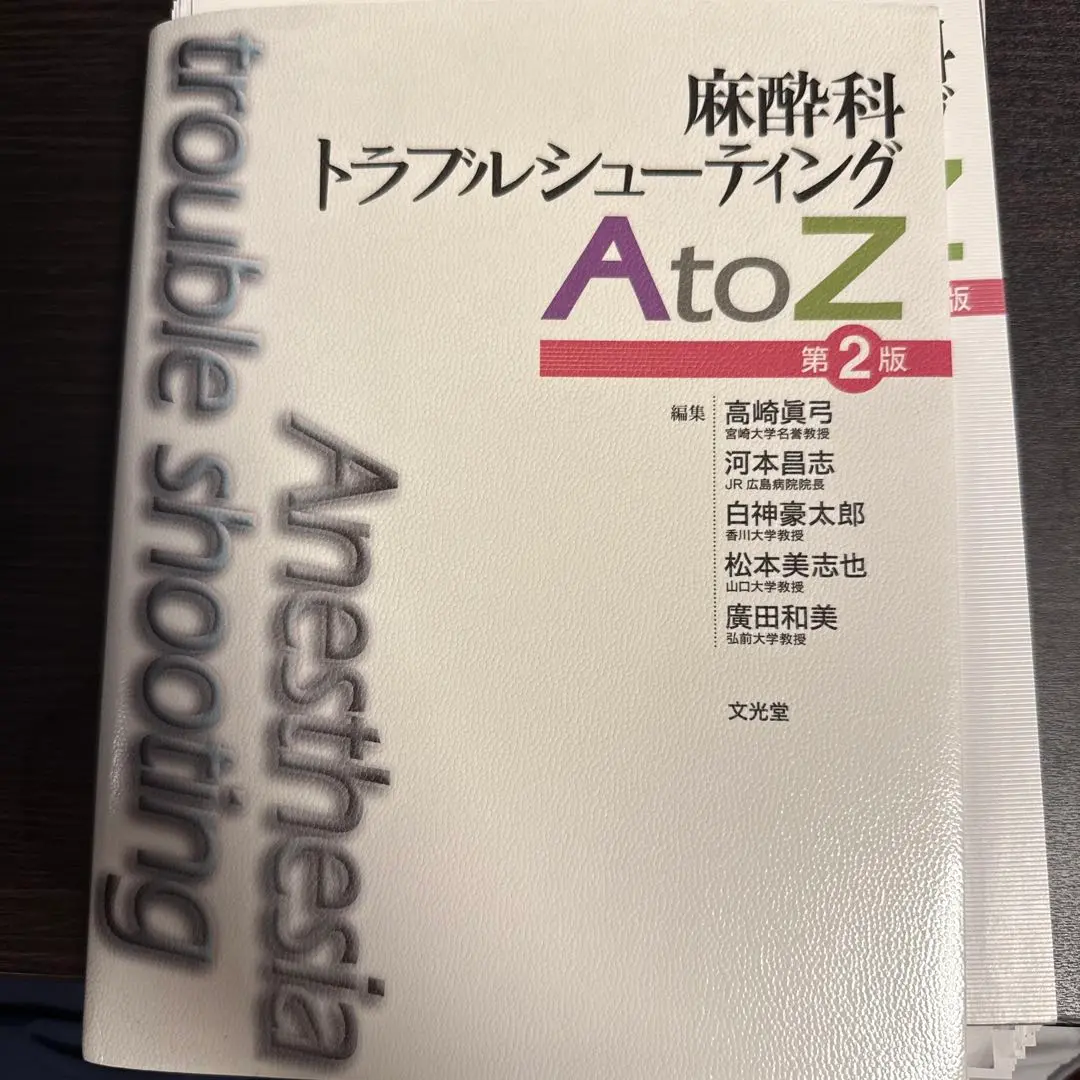 麻酔科
トラブルシューティング
AtoZ
第2版
編集
高崎眞弓
宮崎大学名誉教授
河本昌志
JR広島病院院長
白神豪太郎
香川大学教授
松本美志也
山口大学教授
廣田和美
弘前大学教授
文光堂
trouble shooting
Anesthesia
版